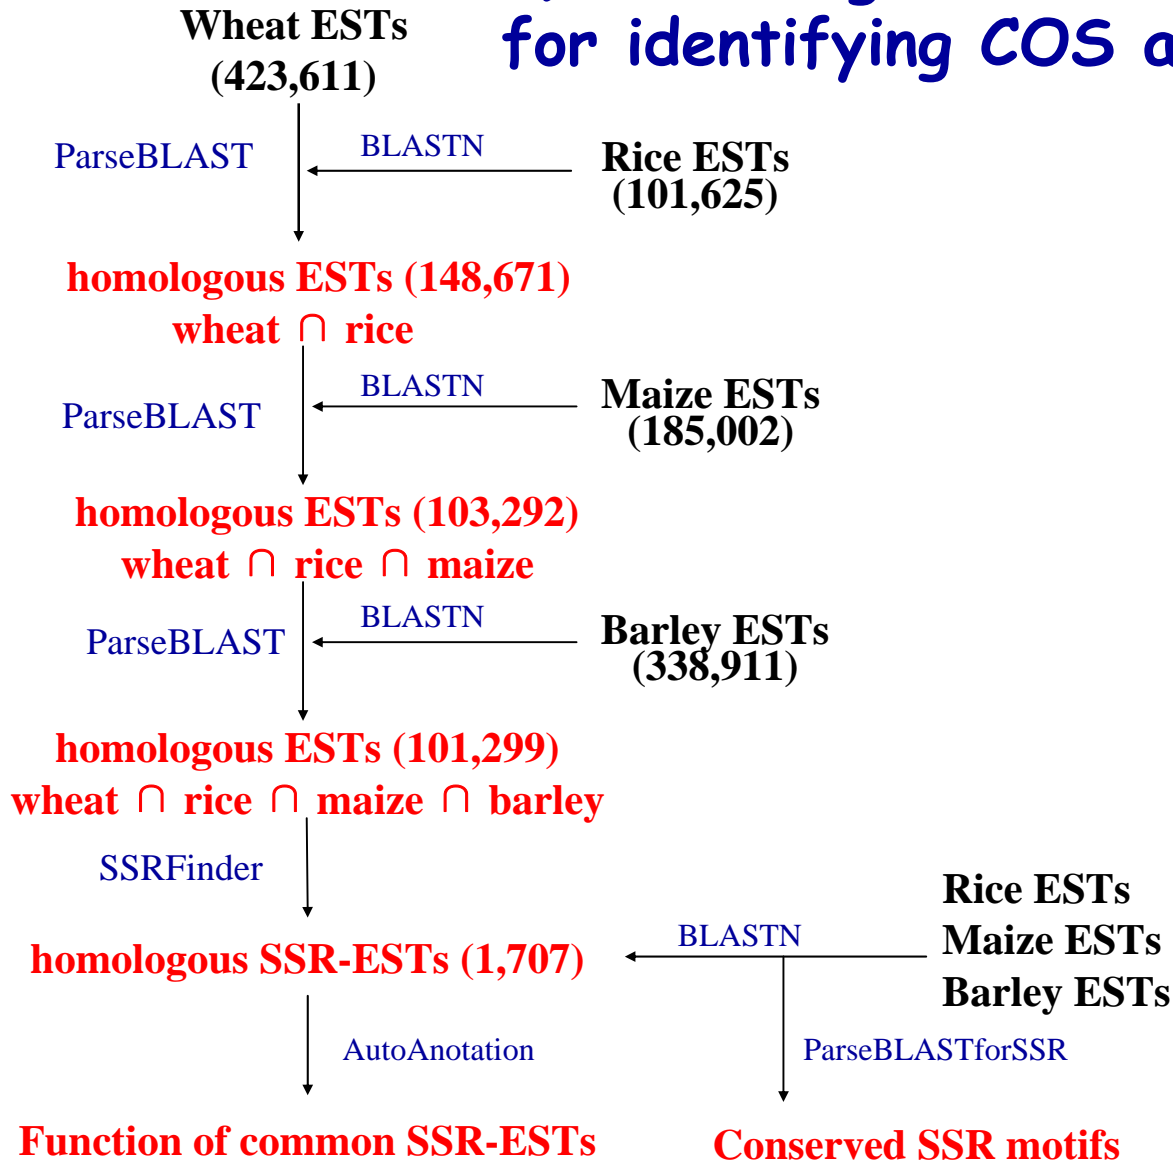 Wheat ESTs
(423,611)
for identifying COS
ParseBLAST
BLASTN
Rice ESTs
(101,625)
homologous ESTs (148,671)
wheat ∩ rice
ParseBLAST
BLASTN
Maize ESTs
(185,002)
homologous ESTs (103,292)
wheat ∩ rice ∩ maize
ParseBLAST
BLASTN
Barley ESTs
(338,911)
homologous ESTs (101,299)
wheat ∩ rice ∩ maize ∩ barley
SSRFinder
homologous SSR-ESTs (1,707)
BLASTN
Rice ESTs
Maize ESTs
Barley ESTs
AutoAnotation
ParseBLASTforSSR
Function of common SSR-ESTs
Conserved SSR motifs